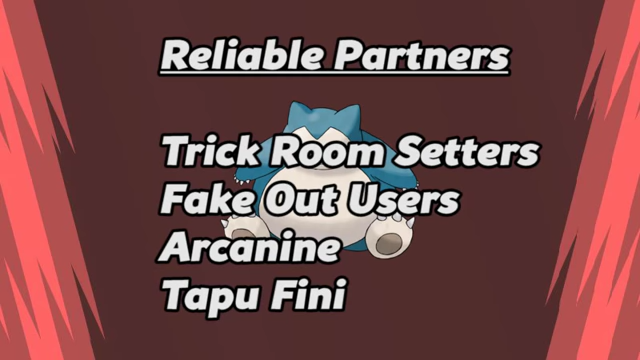 Reliable Partners
Trick Room Setters
Fake Out Users
Arcanine
Tapu Fini